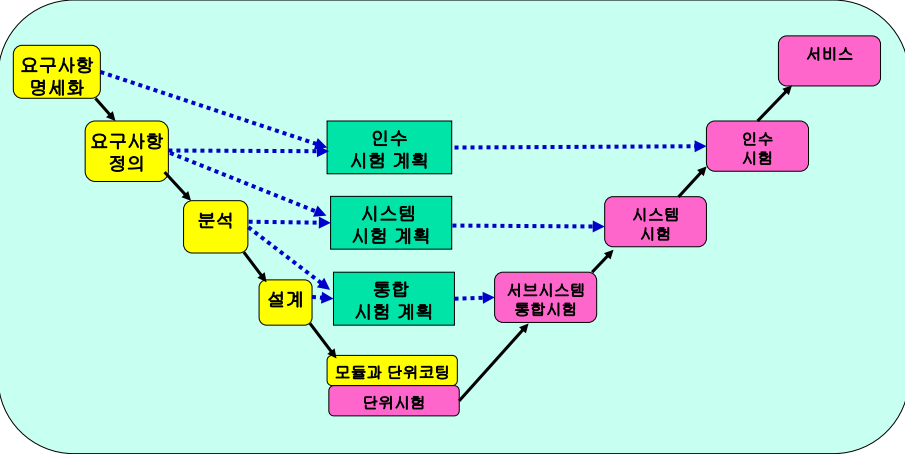 요구사항
명세화
서비스
요구사항
정의
인수
시험 계획
인수
시험
분석
시스템
시험 계획
시스템
시험
설계
통합
시험 계획
서브시스템
통합시험
모듈과 단위코팅
단위시험